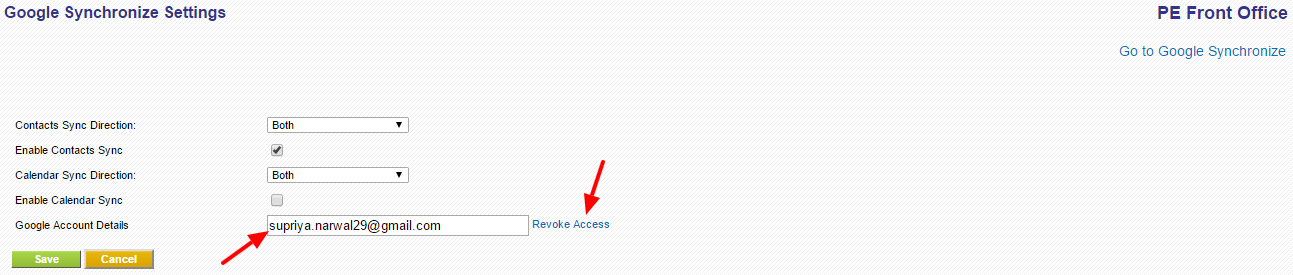 Google Synchronize Settings
PE Front Office
Go to Google Synchronize
Contacts Sync Direction: Both
Enable Contacts Sync
Calendar Sync Direction: Both
Enable Calendar Sync
Google Account Details supriya.narwal29@gmail.com Revoke Access
Save Cancel